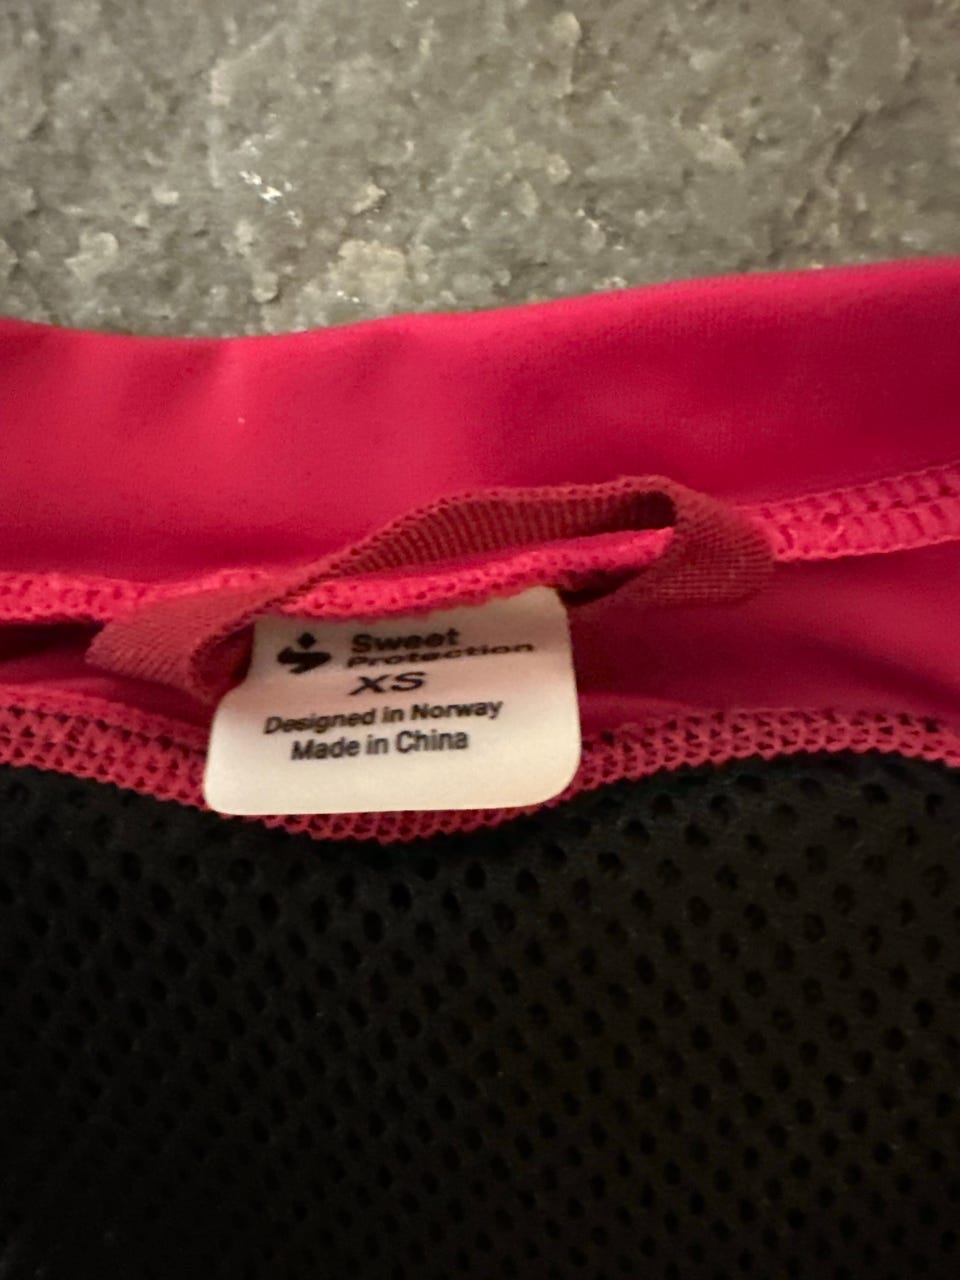 Sweet
Protection
XS
Designed in Norway
Made in China